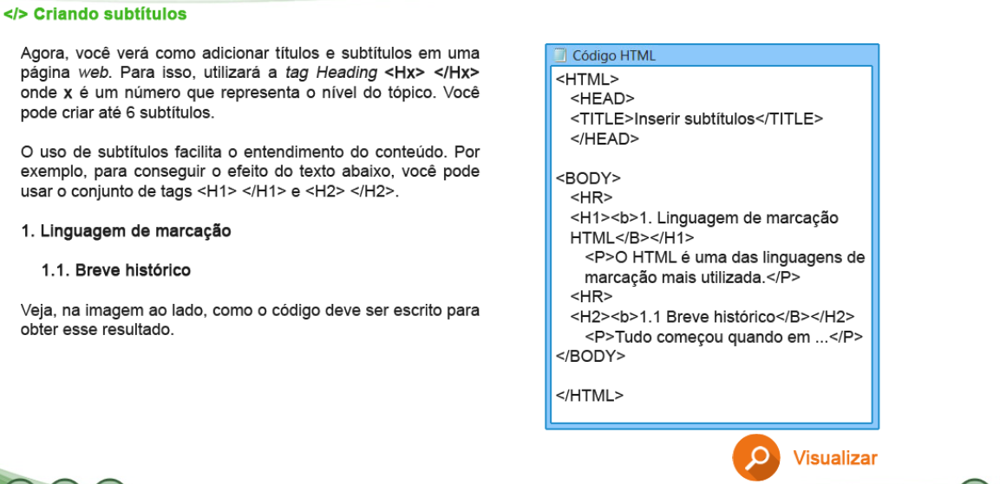 </> Criando subtítulos
Agora, você verá como adicionar títulos e subtítulos em uma
página web. Para isso, utilizará a tag Heading <Hx> </Hx>
onde x é um número que representa o nível do tópico. Você
pode criar até 6 subtítulos.
O uso de subtítulos facilita o entendimento do conteúdo. Por
exemplo, para conseguir o efeito do texto abaixo, você pode
usar o conjunto de tags <H1> </H1> e <H2> </H2>.
1. Linguagem de marcação
1.1. Breve histórico
Veja, na imagem ao lado, como o código deve ser escrito para
obter esse resultado.
Código HTML
<HTML>
<HEAD>
<TITLE>Inserir subtítulos</TITLE>
</HEAD>
<BODY>
<HR>
<H1><b>1. Linguagem de marcação
HTML</B></H1>
<P>O HTML é uma das linguagens de
marcação mais utilizada.</P>
<HR>
<H2><b>1.1 Breve histórico</B></H2>
<P>Tudo começou quando em ...</P>
</BODY>
</HTML>
Visualizar